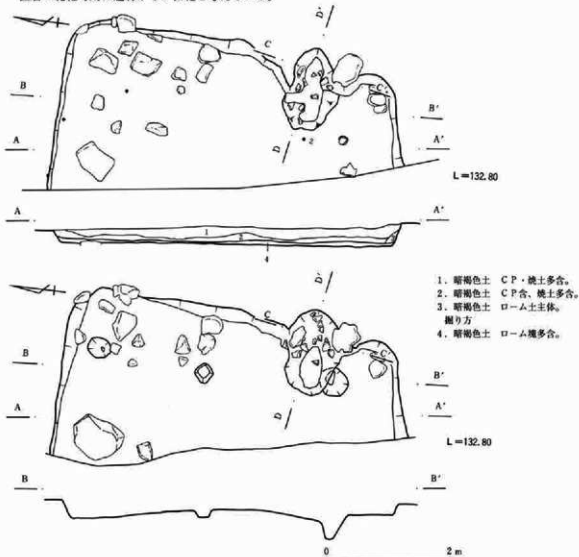 D'
C
B
B'
C'
A
A'
2
D
L=132.80
A
A'
1
2
4
D'
1. 暗褐色土 CP・焼土多含。
2. 暗褐色土 CP含、焼土多含。
3. 暗褐色土 ローム土主体。
掘り方
4. 暗褐色土 ローム塊多含。
C
C'
B
B'
A
A'
D
L=132.80
B
B'
0 2m